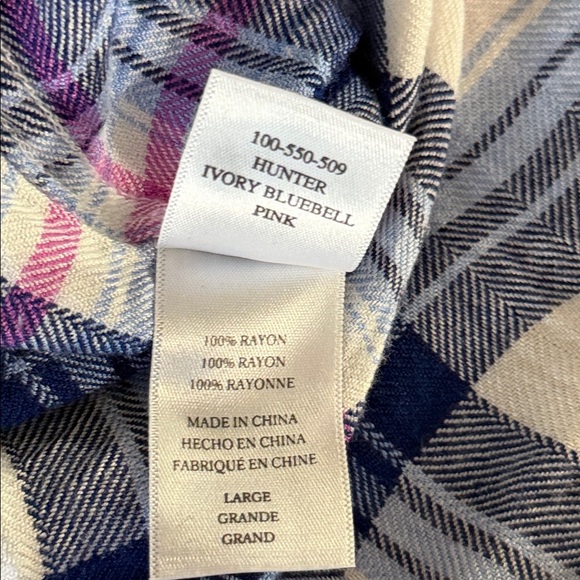 100-550-509
HUNTER
IVORY BLUEBELL
PINK
100% RAYON
100% RAYON
100% RAYONNE
MADE IN CHINA
HECHO EN CHINA
FABRIQUÉ EN CHINE
LARGE
GRANDE
GRAND